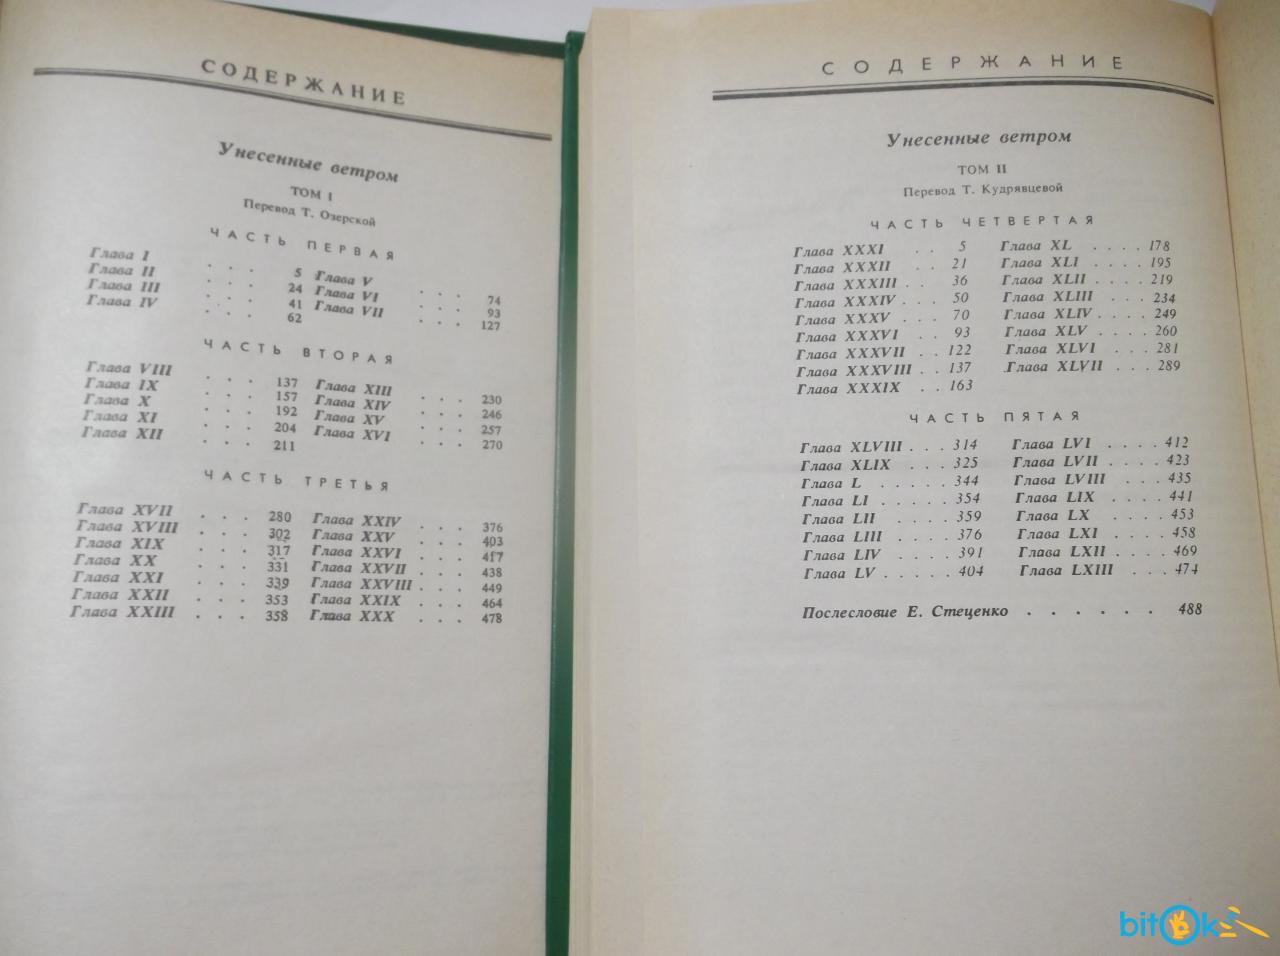 СОДЕРЖАНИЕ
Унесенные ветром
ТОМ I
Перевод Т. Озерской
ЧАСТЬ ПЕРВАЯ
Глава I . . . 5
Глава II . . . 24
Глава III . . . 41
Глава IV . . . 62
Глава V . . . 74
Глава VI . . . 93
Глава VII . . . 127
ЧАСТЬ ВТОРАЯ
Глава VIII . . . 137
Глава IX . . . 157
Глава X . . . 192
Глава XI . . . 204
Глава XII . . . 211
Глава XIII . . . 230
Глава XIV . . . 246
Глава XV . . . 257
Глава XVI . . . 270
ЧАСТЬ ТРЕТЬЯ
Глава XVII . . . 280
Глава XVIII . . . 302
Глава XIX . . . 317
Глава XX . . . 331
Глава XXI . . . 339
Глава XXII . . . 353
Глава XXIII . . . 358
Глава XXIV . . . 376
Глава XXV . . . 403
Глава XXVI . . . 417
Глава XXVII . . . 438
Глава XXVIII . . . 449
Глава XXIX . . . 464
Глава XXX . . . 478
СОДЕРЖАНИЕ
Унесенные ветром
ТОМ II
Перевод Т. Кудрявцевой
ЧАСТЬ ЧЕТВЕРТАЯ
Глава XXXI . . 5
Глава XXXII . . 21
Глава XXXIII . . 36
Глава XXXIV . . . 50
Глава XXXV . . . 70
Глава XXXVI . . 93
Глава XXXVII . . 122
Глава XXXVIII . . 137
Глава XXXIX . . 163
Глава XL . . . . 178
Глава XLI . . . . 195
Глава XLII . . . . 219
Глава XLIII . . . 234
Глава XLIV . . . . 249
Глава XLV . . . . 260
Глава XLVI . . . 281
Глава XLVII . . . 289
ЧАСТЬ ПЯТАЯ
Глава XLVIII . . . 314
Глава XLIX . . . 325
Глава L . . . . . 344
Глава LI . . . . . 354
Глава LII . . . . 359
Глава LIII . . . . 376
Глава LIV . . . . 391
Глава LV . . . . . 404
Глава LVI . . . . 412
Глава LVII . . . . 423
Глава LVIII . . . 435
Глава LIX . . . . 441
Глава LX . . . . 453
Глава LXI . . . . 458
Глава LXII . . . . 469
Глава LXIII . . . 474
Послесловие Е. Стеценко . . . . . . 488
bitOk